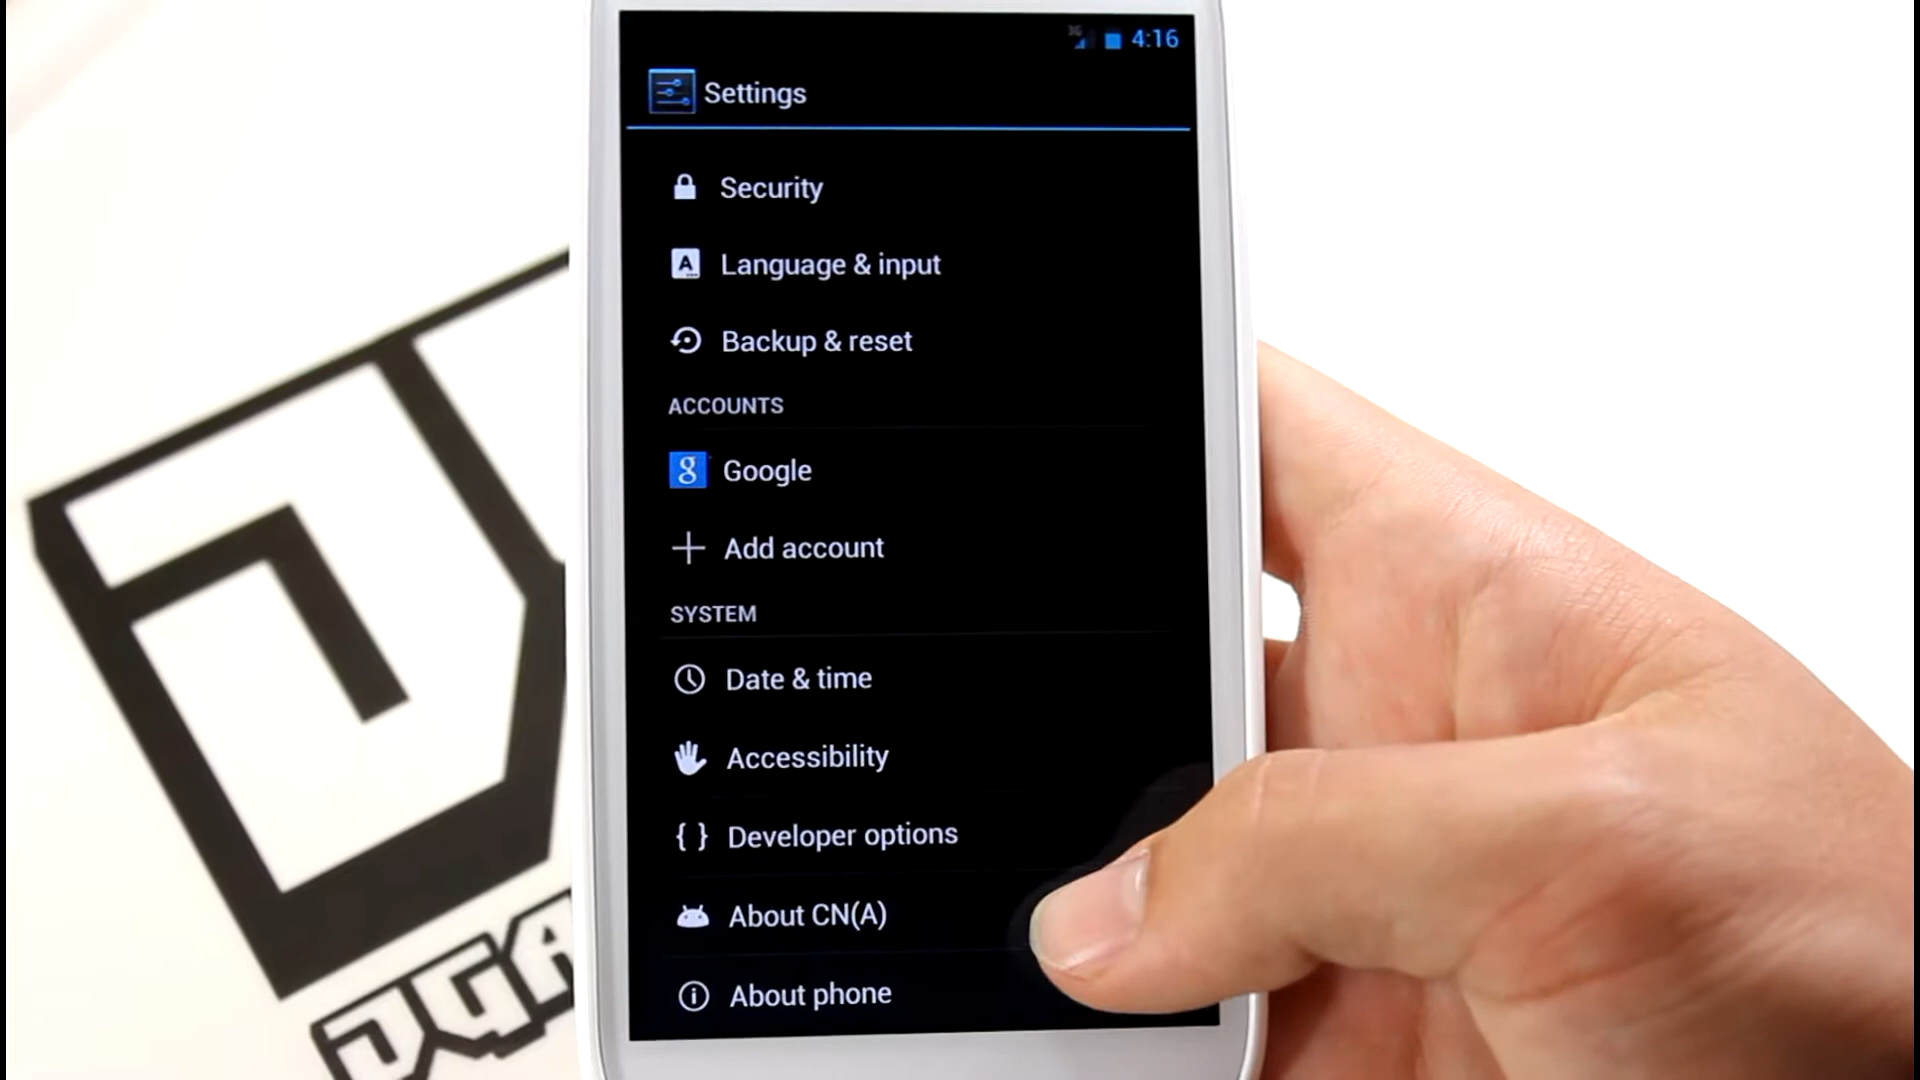 3G 4:16
Settings
Security
Language & input
Backup & reset
ACCOUNTS
g Google
Add account
SYSTEM
Date & time
Accessibility
{ } Developer options
About CN(A)
About phone